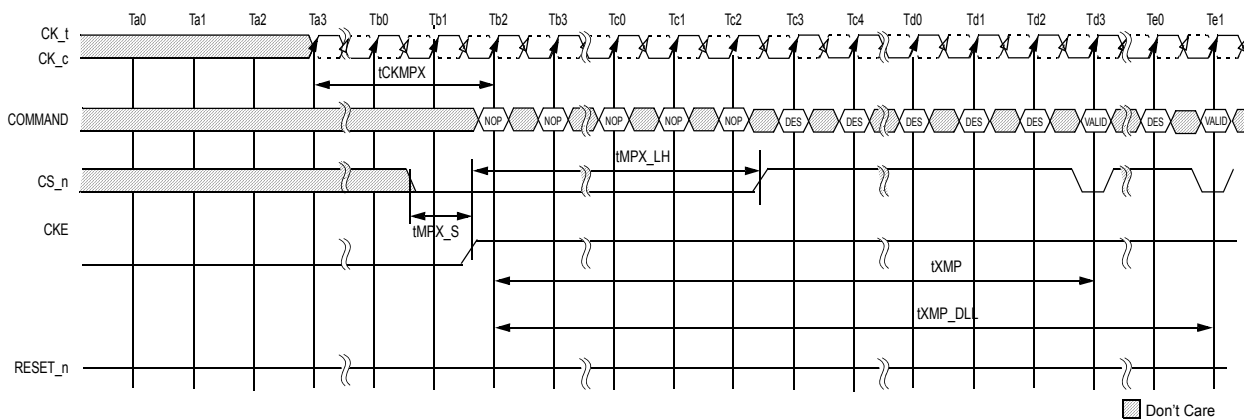 Ta0 Ta1 Ta2 Ta3 Tb0 Tb1 Tb2 Tb3 Tc0 Tc1 Tc2 Tc3 Tc4 Td0 Td1 Td2 Td3 Te0 Te1
CK_t
CK_c
tCKMPX
COMMAND NOP NOP NOP NOP NOP DES DES DES DES DES VALID DES VALID
tMPX_LH
CS_n
tMPX_S
CKE
tXMP
tXMP_DLL
RESET_n
Don't Care